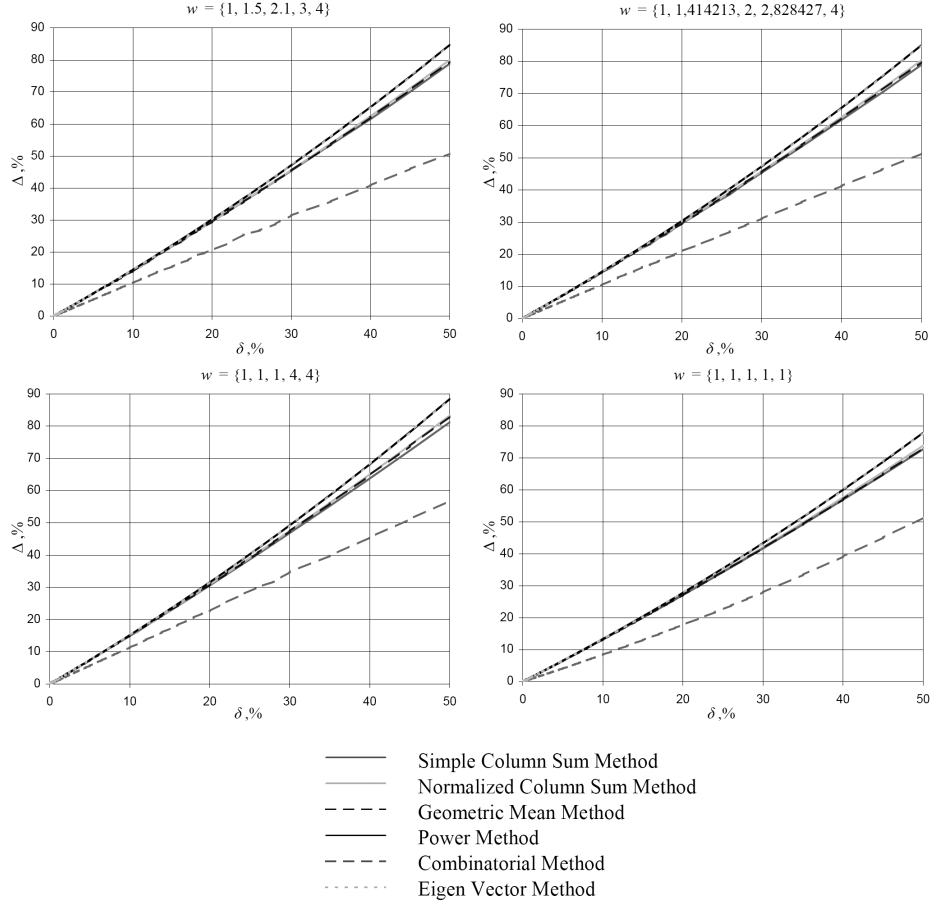 w = {1, 1.5, 2.1, 3, 4}
90
80
70
60
50
40
30
20
10
0
Δ,%
0 10 20 30 40 50
δ,%
w = {1, 1,414213, 2, 2,828427, 4}
90
80
70
60
50
40
30
20
10
0
Δ,%
0 10 20 30 40 50
δ,%
w = {1, 1, 1, 4, 4}
90
80
70
60
50
40
30
20
10
0
Δ,%
0 10 20 30 40 50
δ,%
w = {1, 1, 1, 1, 1}
90
80
70
60
50
40
30
20
10
0
Δ,%
0 10 20 30 40 50
δ,%
Simple Column Sum Method
Normalized Column Sum Method
Geometric Mean Method
Power Method
Combinatorial Method
Eigen Vector Method